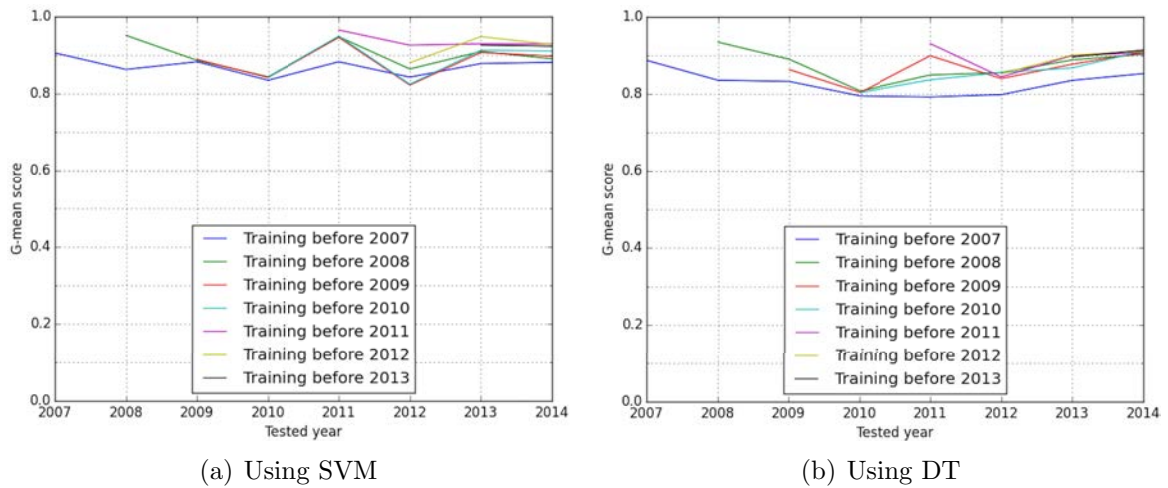 1.0
0.8
0.6
0.4
0.2
0.0
G-mean score
Training before 2007
Training before 2008
Training before 2009
Training before 2010
Training before 2011
Training before 2012
Training before 2013
2007 2008 2009 2010 2011 2012 2013 2014
Tested year
(a) Using SVM
1.0
0.8
0.6
0.4
0.2
0.0
G-mean score
Training before 2007
Training before 2008
Training before 2009
Training before 2010
Training before 2011
Training before 2012
Training before 2013
2007 2008 2009 2010 2011 2012 2013 2014
Tested year
(b) Using DT